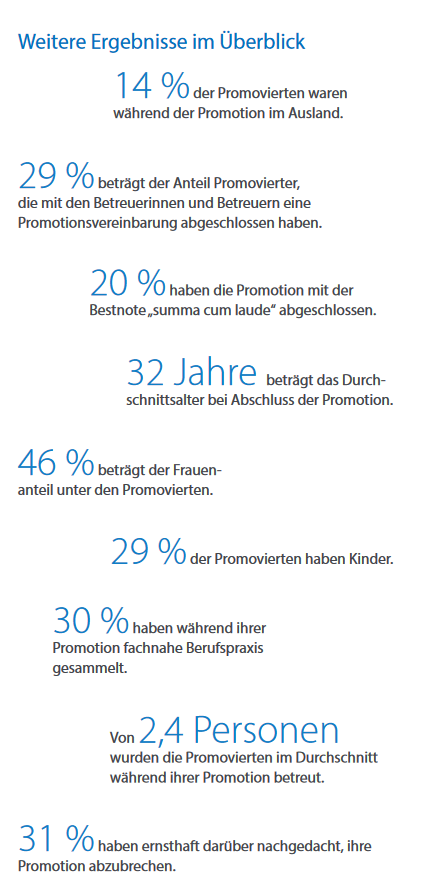 Weitere Ergebnisse im Überblick
14 % der Promovierten waren
während der Promotion im Ausland.
29 % beträgt der Anteil Promovierter,
die mit den Betreuerinnen und Betreuern eine
Promotionsvereinbarung abgeschlossen haben.
20 % haben die Promotion mit der
Bestnote „summa cum laude“ abgeschlossen.
32 Jahre beträgt das Durch-
schnittsalter bei Abschluss der Promotion.
46 % beträgt der Frauen-
anteil unter den Promovierten.
29 % der Promovierten haben Kinder.
30 % haben während ihrer
Promotion fachnahe Berufspraxis
gesammelt.
Von 2,4 Personen
wurden die Promovierten im Durchschnitt
während ihrer Promotion betreut.
31 % haben ernsthaft darüber nachgedacht, ihre
Promotion abzubrechen.